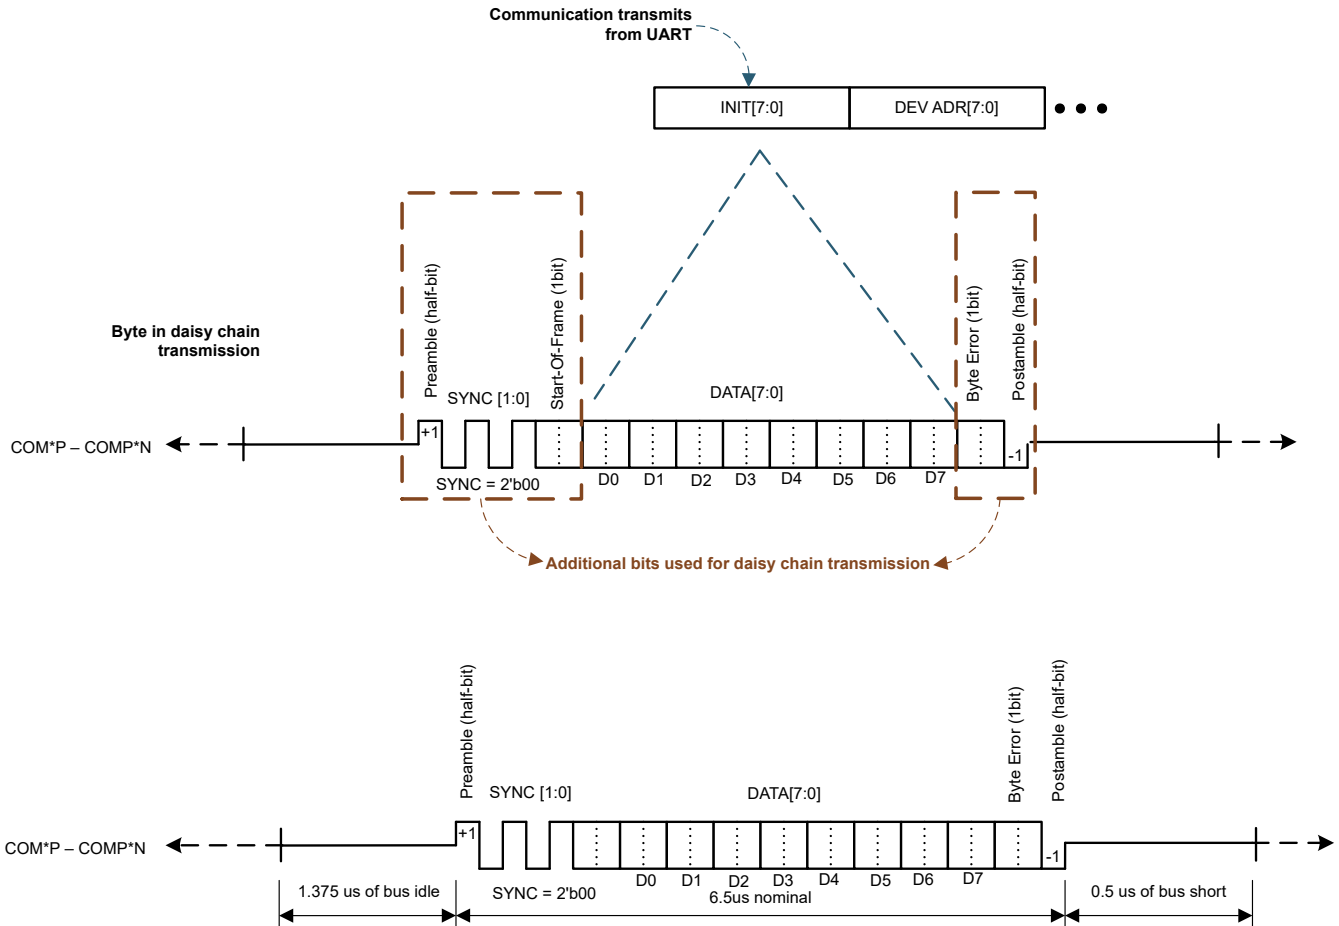 Communication transmits
from UART
INIT[7:0]
DEV ADR[7:0]
Preamble (half-bit)
Start-Of-Frame (1bit)
Byte Error (1bit)
Postamble (half-bit)
Byte in daisy chain
transmission
SYNC [1:0]
DATA[7:0]
COM*P – COMP*N
+1
-1
SYNC = 2'b00
D0
D1
D2
D3
D4
D5
D6
D7
Additional bits used for daisy chain transmission
Preamble (half-bit)
Byte Error (1bit)
Postamble (half-bit)
SYNC [1:0]
DATA[7:0]
COM*P – COMP*N
+1
-1
SYNC = 2'b00
D0
D1
D2
D3
D4
D5
D6
D7
1.375 us of bus idle
6.5us nominal
0.5 us of bus short